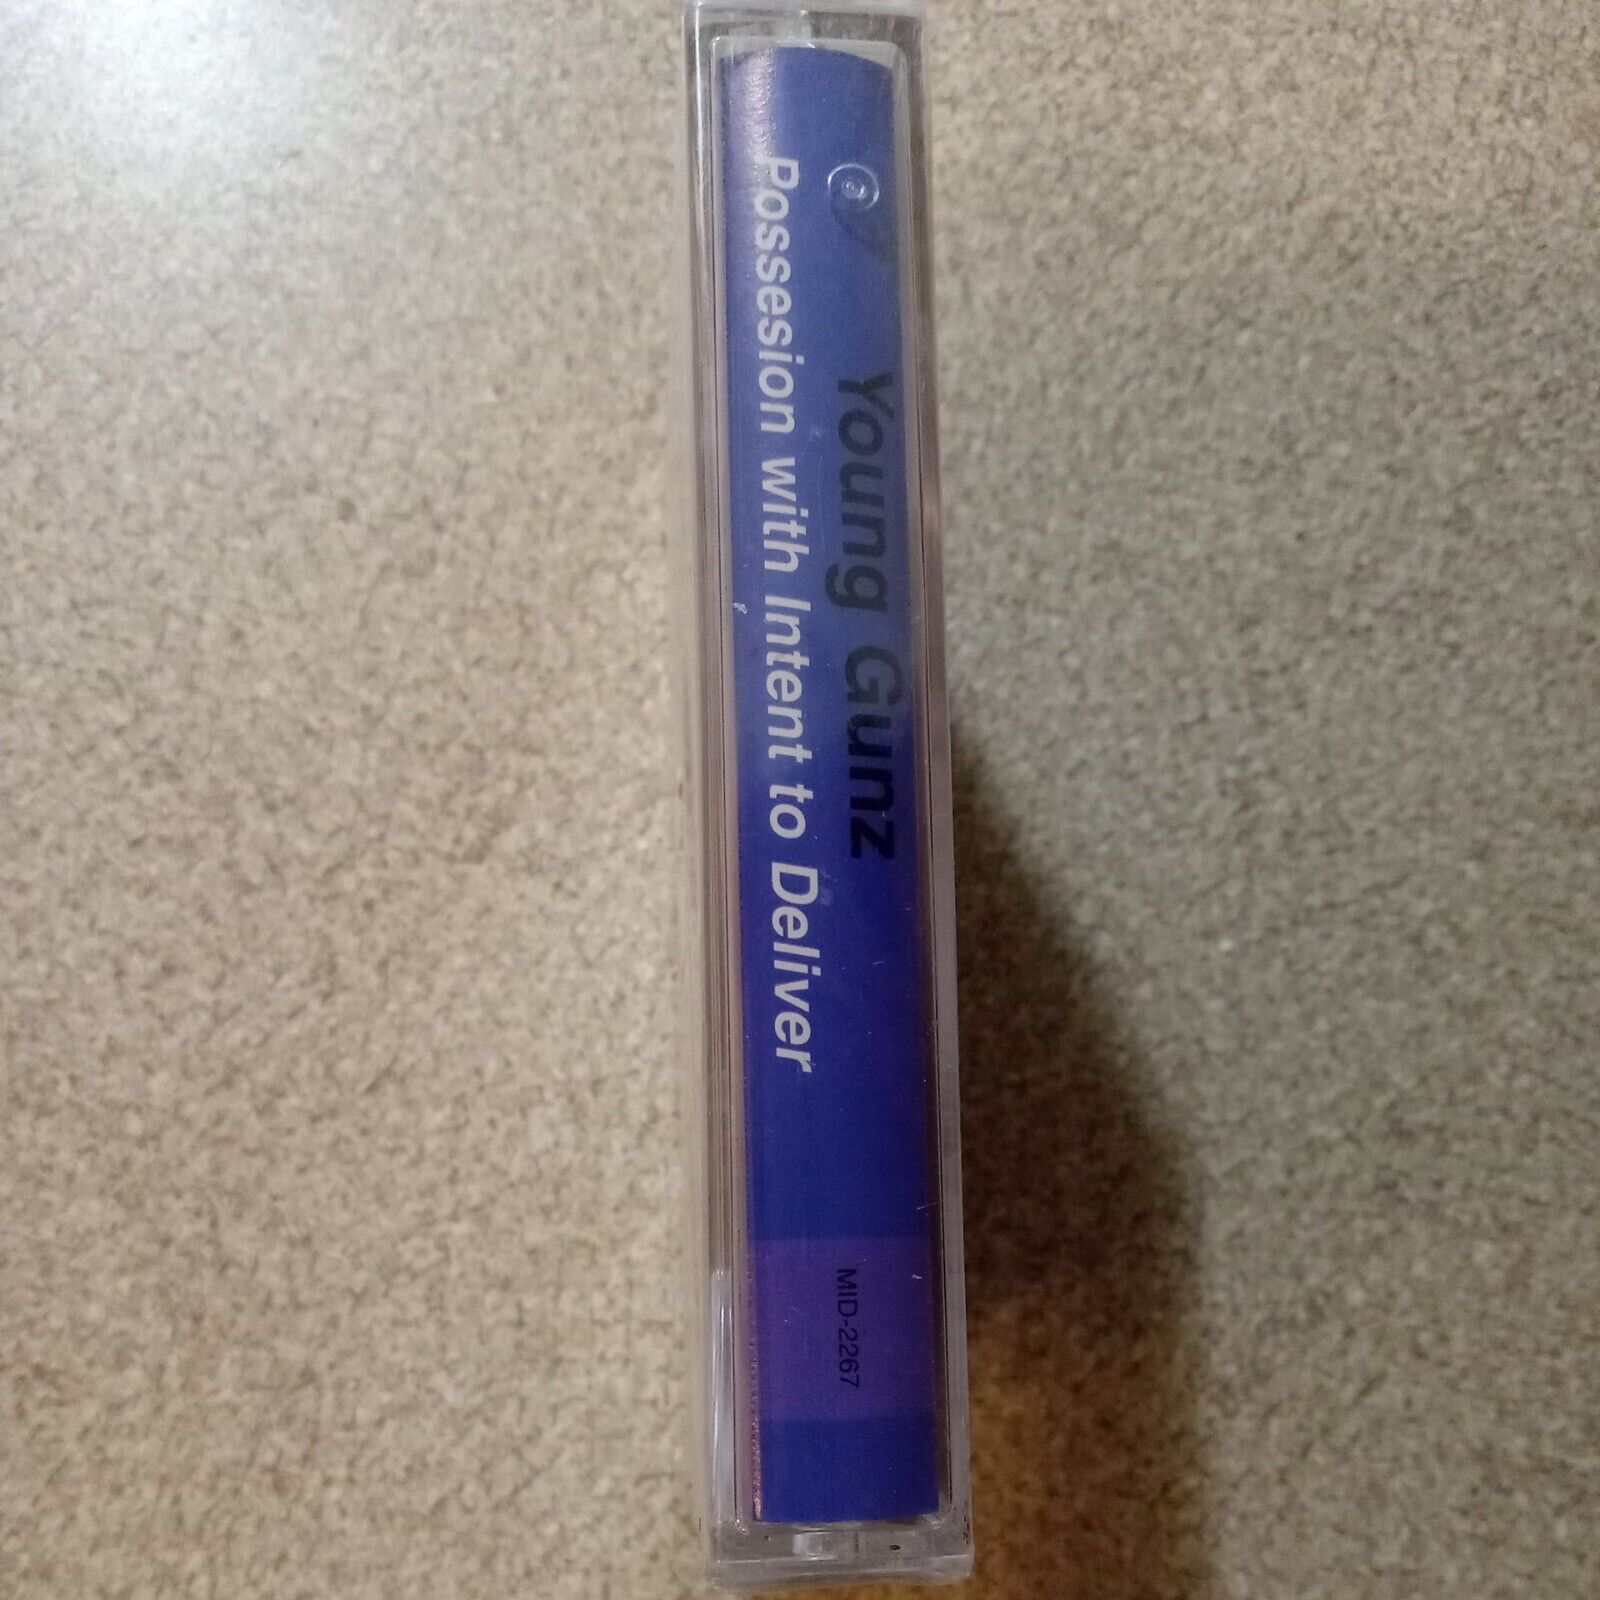 Young Gunz
Possesion with Intent to Deliver
MID-2267